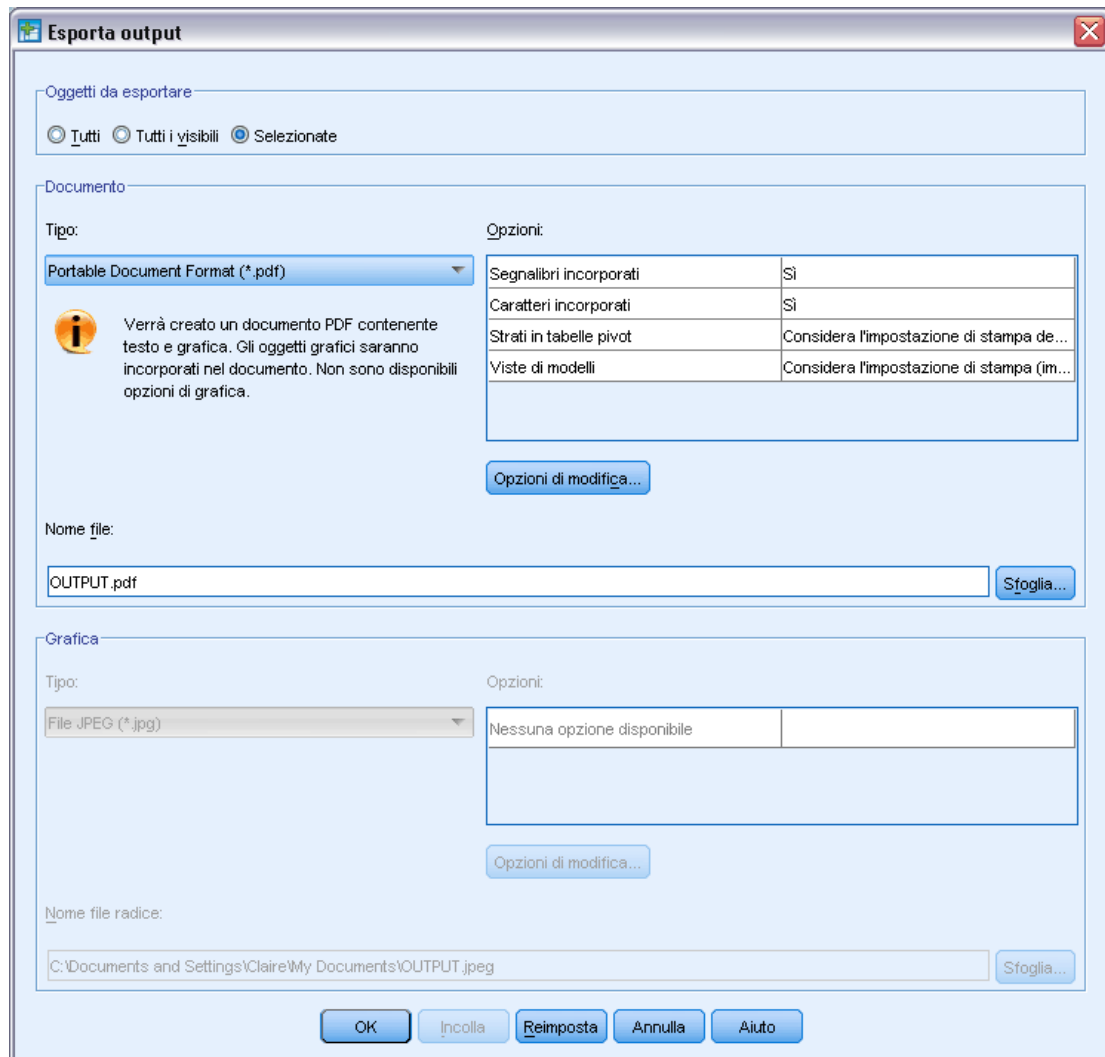 Esporta output
Oggetti da esportare
Tutti Tutti i visibili Selezionate
Documento
Tipo:
Opzioni:
Portable Document Format (*.pdf)
Segnalibri incorporati Sì
Caratteri incorporati Sì
Strati in tabelle pivot Considera l'impostazione di stampa de...
Viste di modelli Considera l'impostazione di stampa (im...
Verrà creato un documento PDF contenente
testo e grafica. Gli oggetti grafici saranno
incorporati nel documento. Non sono disponibili
opzioni di grafica.
Opzioni di modifica...
Nome file:
OUTPUT.pdf
Sfoglia...
Grafica
Tipo:
Opzioni:
File JPEG (*.jpg)
Nessuna opzione disponibile
Opzioni di modifica...
Nome file radice:
C:\Documents and Settings\Claire\My Documents\OUTPUT.jpeg
Sfoglia...
OK Incolla Reimposta Annulla Aiuto